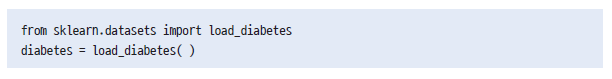 from sklearn.datasets import load_diabetes
diabetes = load_diabetes( )